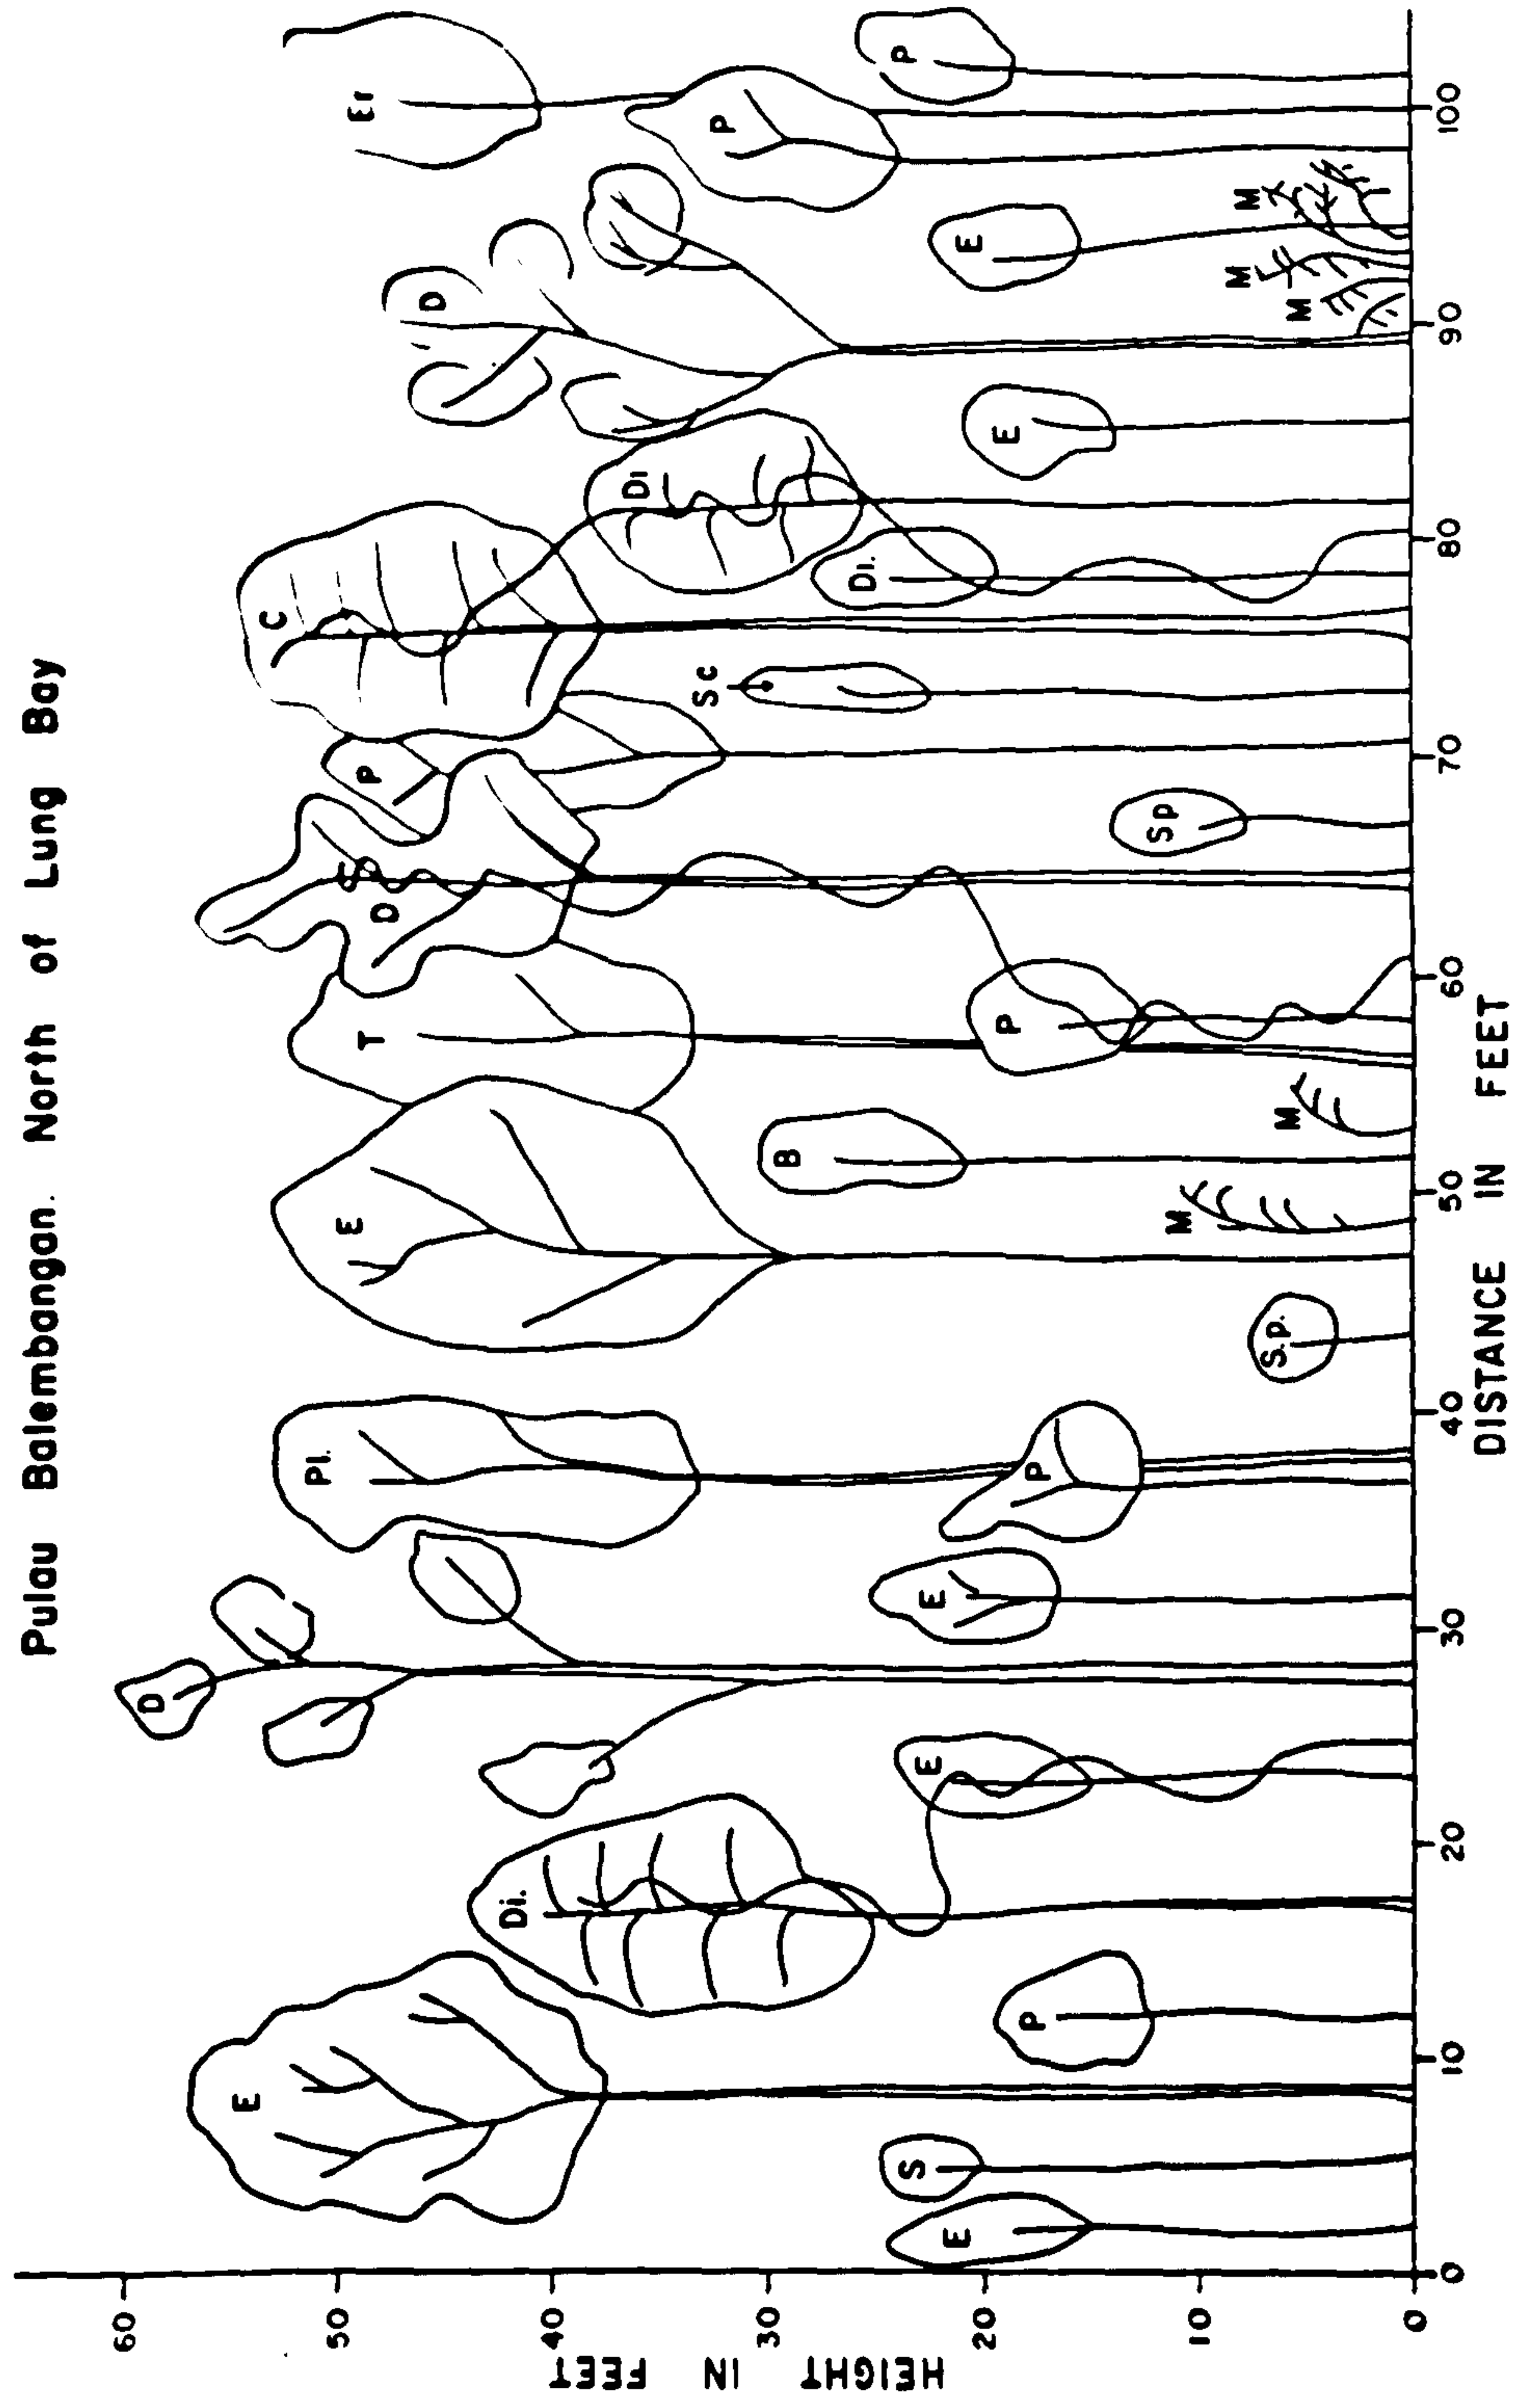 Pulau Balembangan. North of Lung Bay
HEIGHT IN FEET
60
50
40
30
20
10
0
E
S
E
P
Di.
E
D
E
Pl.
P
S.p.
E
M
B
M
T
P
D
Sp
P
Sc
C
Di.
Di
E
D
M
M
E
M
P
Er
P
0
10
20
30
40
50
60
70
80
90
100
DISTANCE IN FEET